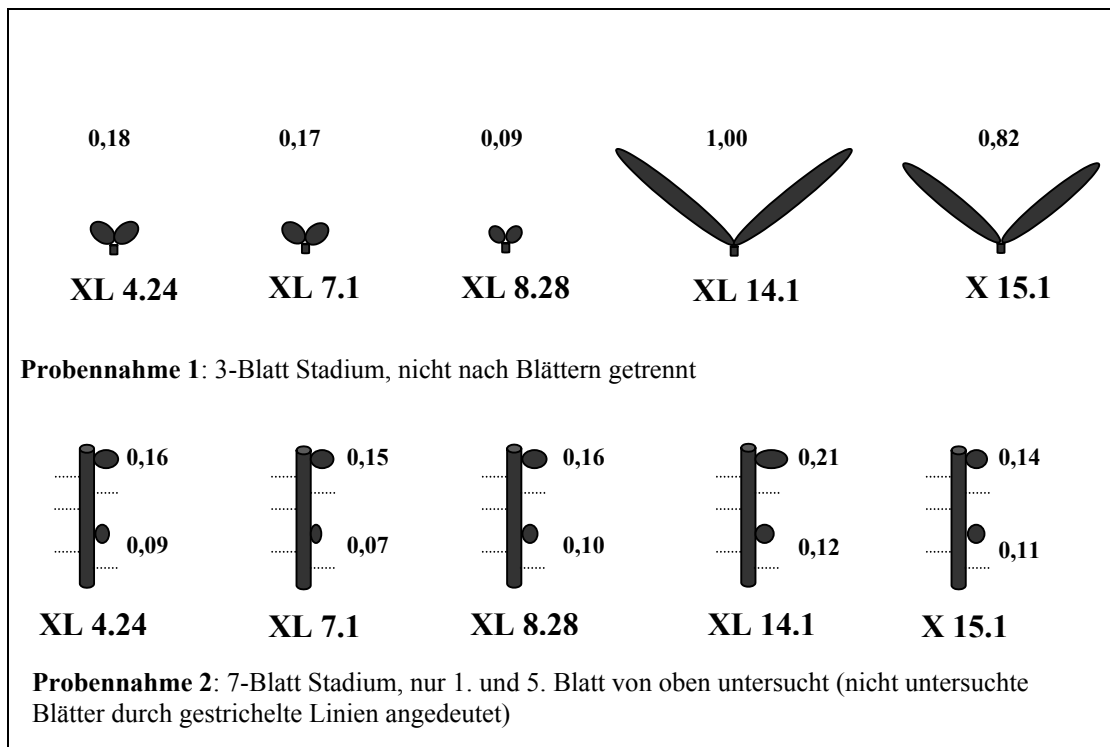 0,18 0,17 0,09 1,00 0,82
XL 4.24 XL 7.1 XL 8.28 XL 14.1 X 15.1
Probennahme 1: 3-Blatt Stadium, nicht nach Blättern getrennt
0,16 0,15 0,16 0,21 0,14
0,09 0,07 0,10 0,12 0,11
XL 4.24 XL 7.1 XL 8.28 XL 14.1 X 15.1
Probennahme 2: 7-Blatt Stadium, nur 1. und 5. Blatt von oben untersucht (nicht untersuchte
Blätter durch gestrichelte Linien angedeutet)